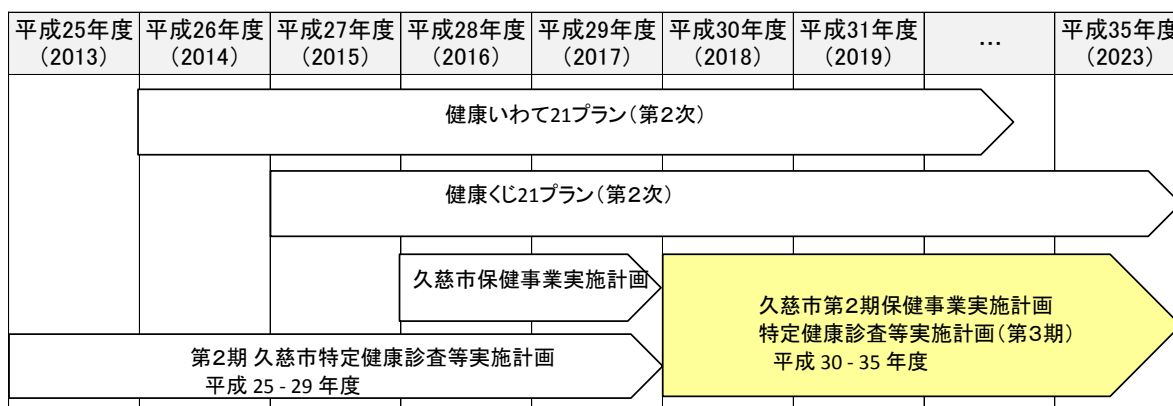 平成25年度 平成26年度 平成27年度 平成28年度 平成29年度 平成30年度 平成31年度 … 平成35年度
(2013) (2014) (2015) (2016) (2017) (2018) (2019) (2023)
健康いわて21プラン(第2次)
健康くじ21プラン(第2次)
久慈市保健事業実施計画
第2期 久慈市特定健康診査等実施計画
平成 25 - 29 年度
久慈市第2期保健事業実施計画
特定健康診査等実施計画(第3期)
平成 30 - 35 年度